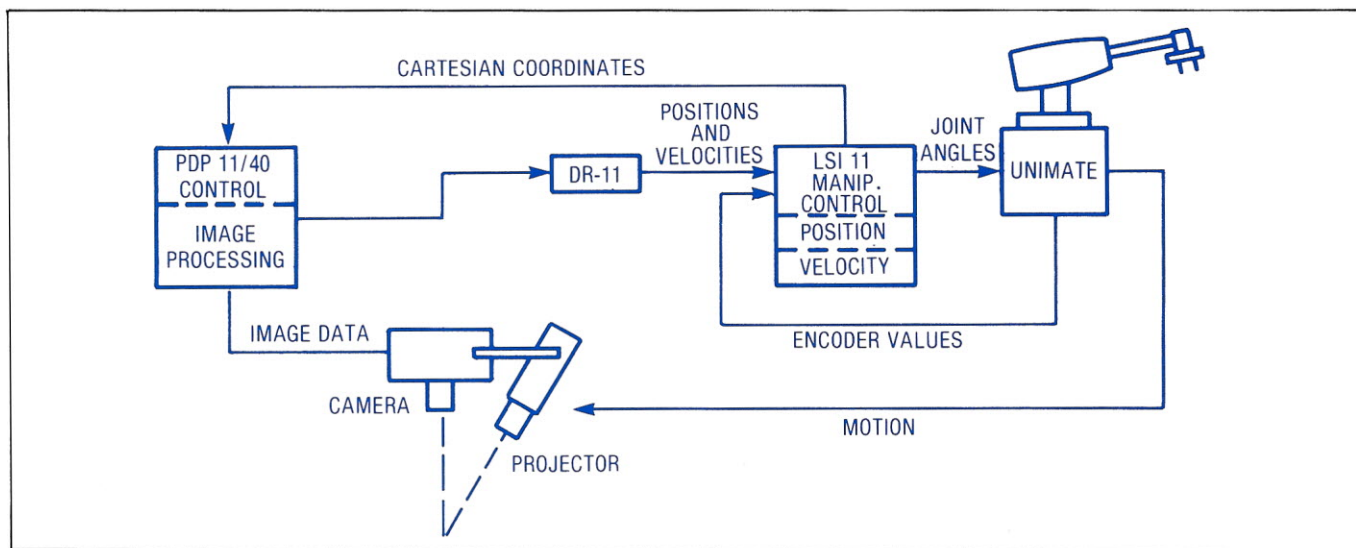 CARTESIAN COORDINATES
PDP 11/40
CONTROL
IMAGE
PROCESSING
DR-11
POSITIONS
AND
VELOCITIES
LSI 11
MANIP.
CONTROL
POSITION
VELOCITY
JOINT
ANGLES
UNIMATE
IMAGE DATA
ENCODER VALUES
CAMERA
MOTION
PROJECTOR